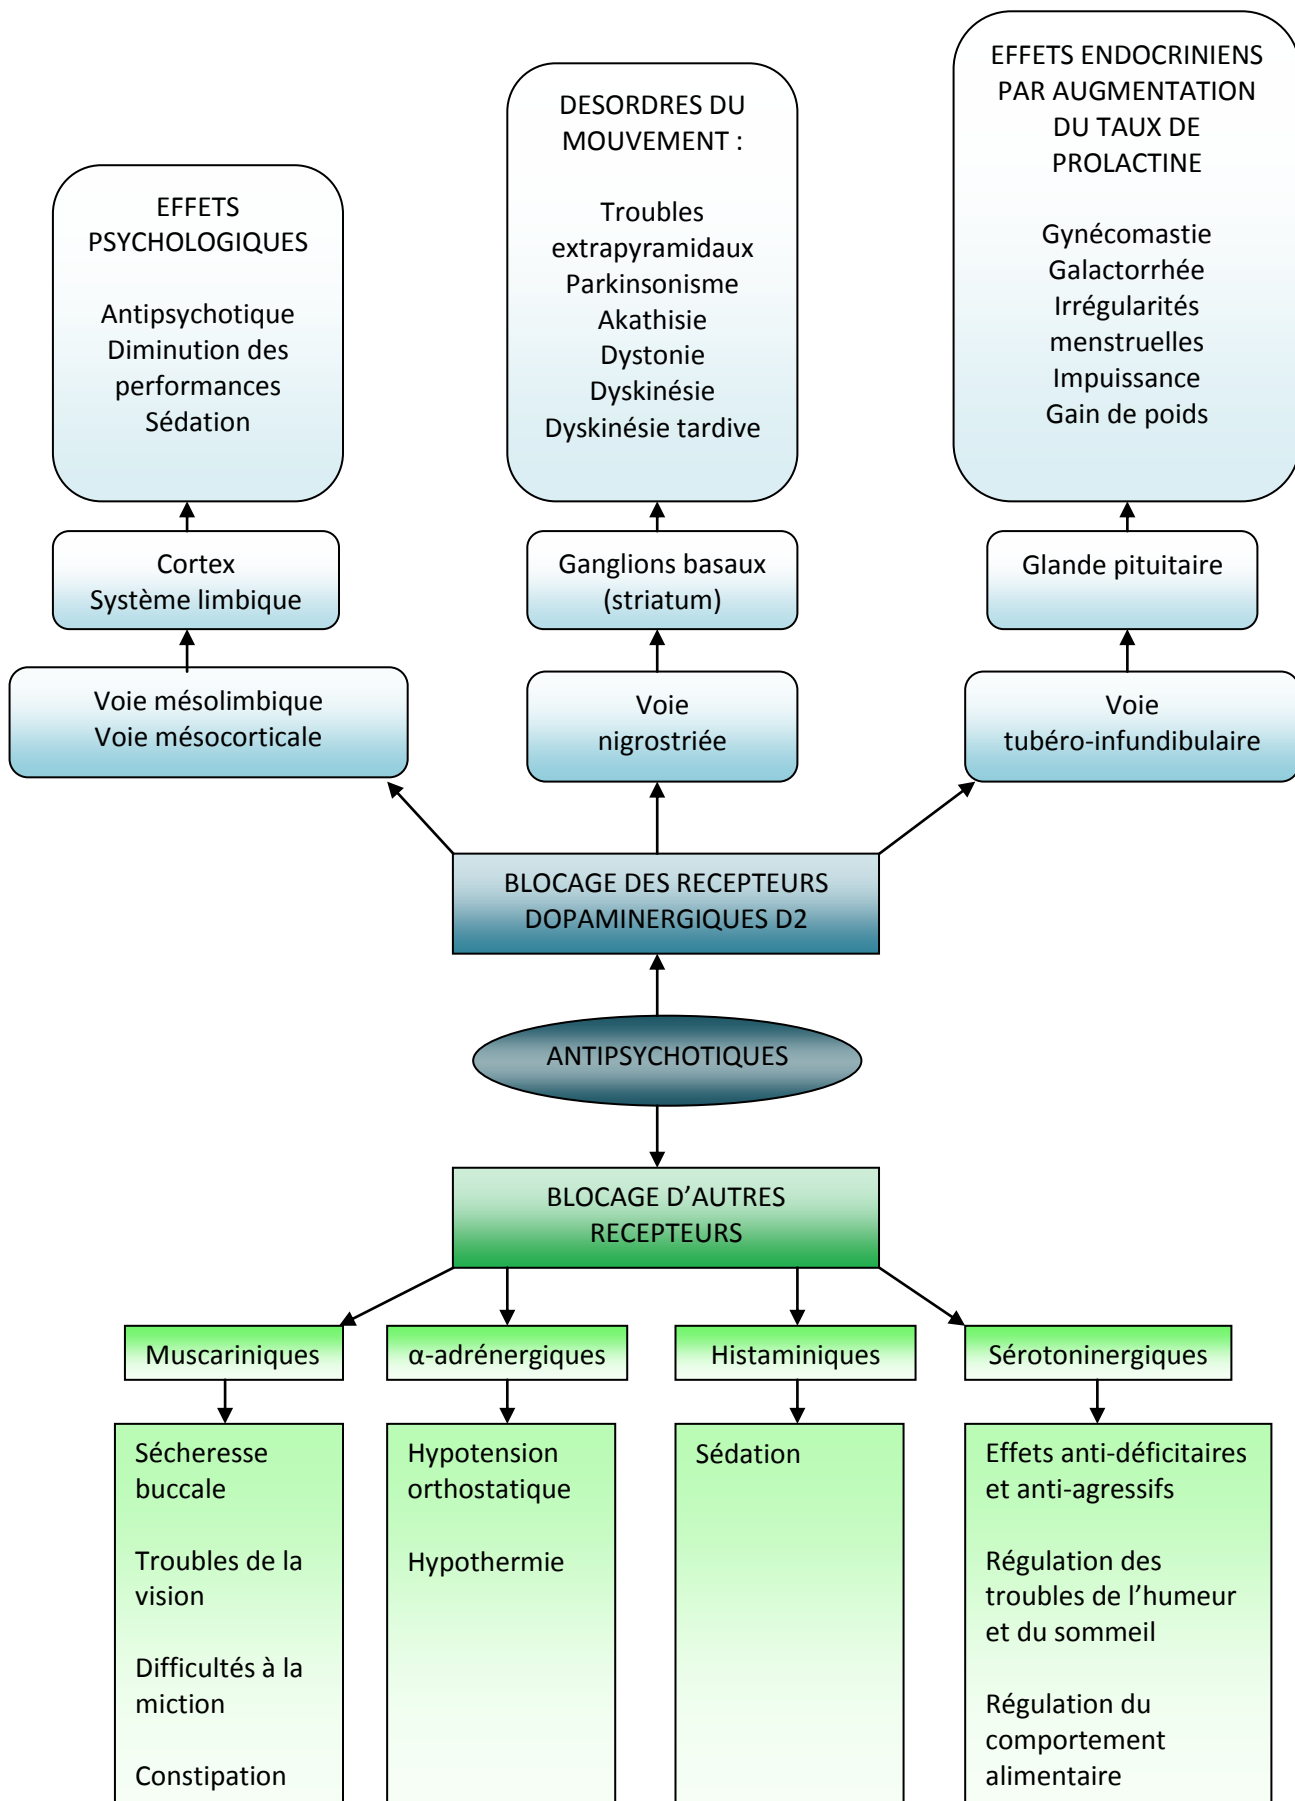 EFFETS
PSYCHOLOGIQUES
Antipsychotique
Diminution des
performances
Sédation
DESORDRES DU
MOUVEMENT :
Troubles
extrapyramidaux
Parkinsonisme
Akathisie
Dystonie
Dyskinésie
Dyskinésie tardive
EFFETS ENDOCRINIENS
PAR AUGMENTATION
DU TAUX DE
PROLACTINE
Gynécomastie
Galactorrhée
Irrégularités
menstruelles
Impuissance
Gain de poids
Cortex
Système limbique
Ganglions basaux
(striatum)
Glande pituitaire
Voie mésolimbique
Voie mésocorticale
Voie
nigrostriée
Voie
tubéro-infundibulaire
BLOCAGE DES RECEPTEURS
DOPAMINERGIQUES D2
ANTIPSYCHOTIQUES
BLOCAGE D’AUTRES
RECEPTEURS
Muscariniques
α-adrénergiques
Histaminiques
Sérotoninergiques
Sécheresse
buccale
Troubles de la
vision
Difficultés à la
miction
Constipation
Hypotension
orthostatique
Hypothermie
Sédation
Effets anti-déficitaires
et anti-agressifs
Régulation des
troubles de l’humeur
et du sommeil
Régulation du
comportement
alimentaire